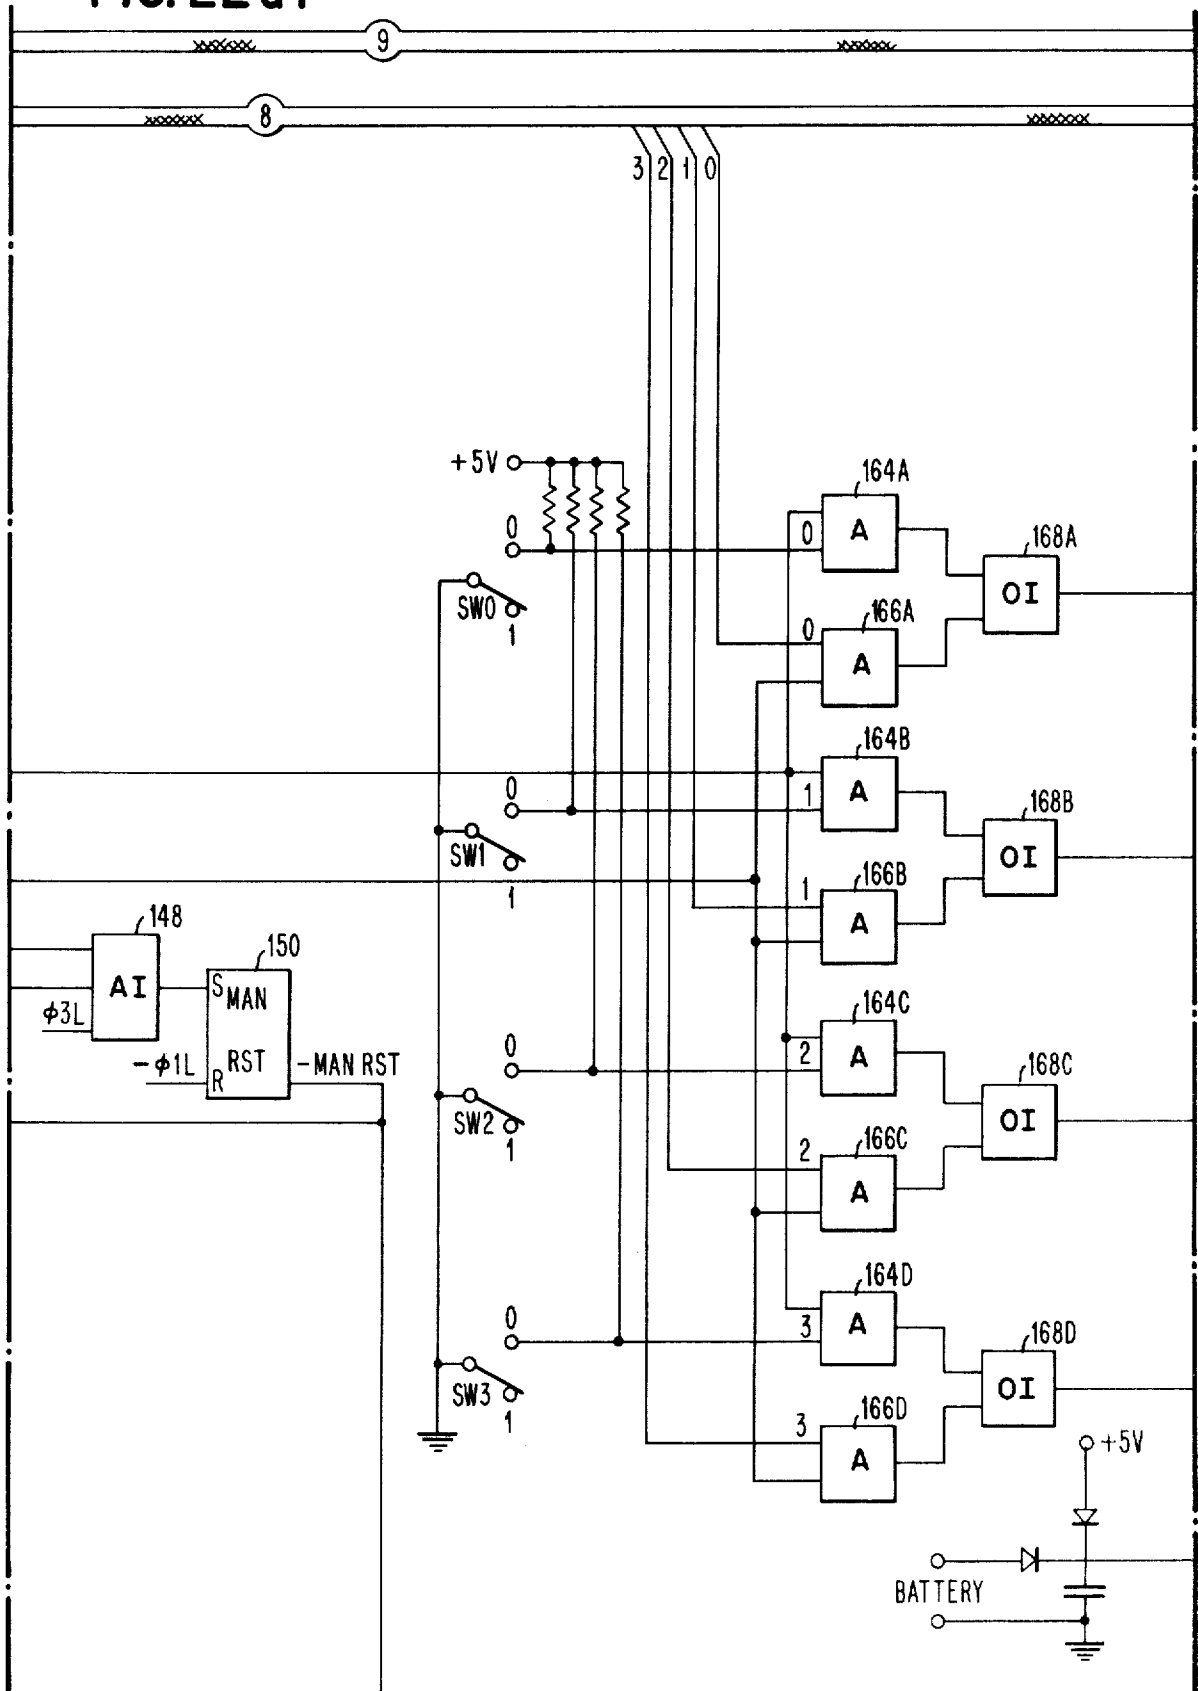 9
8
3 2 1 0
+5V
164A
0
0 A
168A
OI
SW0
1
166A
0
A
164B
0
1 A
168B
OI
SW1
1
166B
1
A
148
AI
150
S MAN
φ3L
164C
0
2 A
-φ1L
R RST
-MAN RST
168C
OI
SW2
1
166C
2
A
164D
0
3 A
168D
OI
SW3
1
166D
3
A
+5V
BATTERY